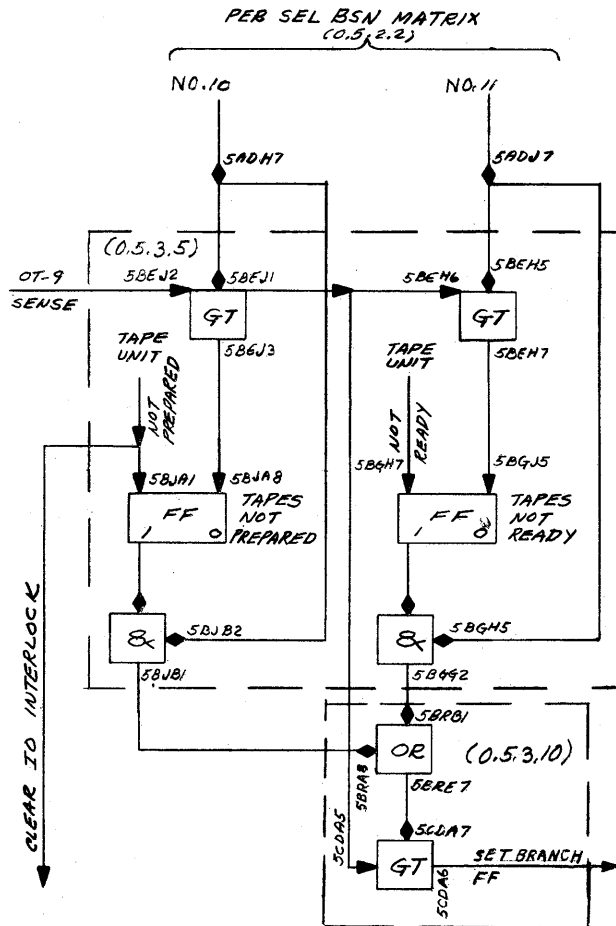 PER SEL BSN MATRIX
(0.5, 2.2)
NO.10
NO.11
5ADH7
5ADJ7
(0.5.3.5)
OT-9
SENSE
5BEJ2
5BEJ1
5BEH6
5BEH5
GT
GT
TAPE
UNIT
NOT
PREPARED
5BGJ3
TAPE
UNIT
NOT
READY
5BEH7
5BJA1
5BJA8
5BGH7
5BGJ5
FF
1
0
TAPES
NOT
PREPARED
FF
1
0
TAPES
NOT
READY
&
5BJB2
&
5BGH5
5BJB1
5BGG2
CLEAR IO INTERLOCK
5BRB1
OR
(0.5.3.10)
5BRA8
5BRE7
5CDA5
5CDA7
GT
5CDA6
SET BRANCH
FF